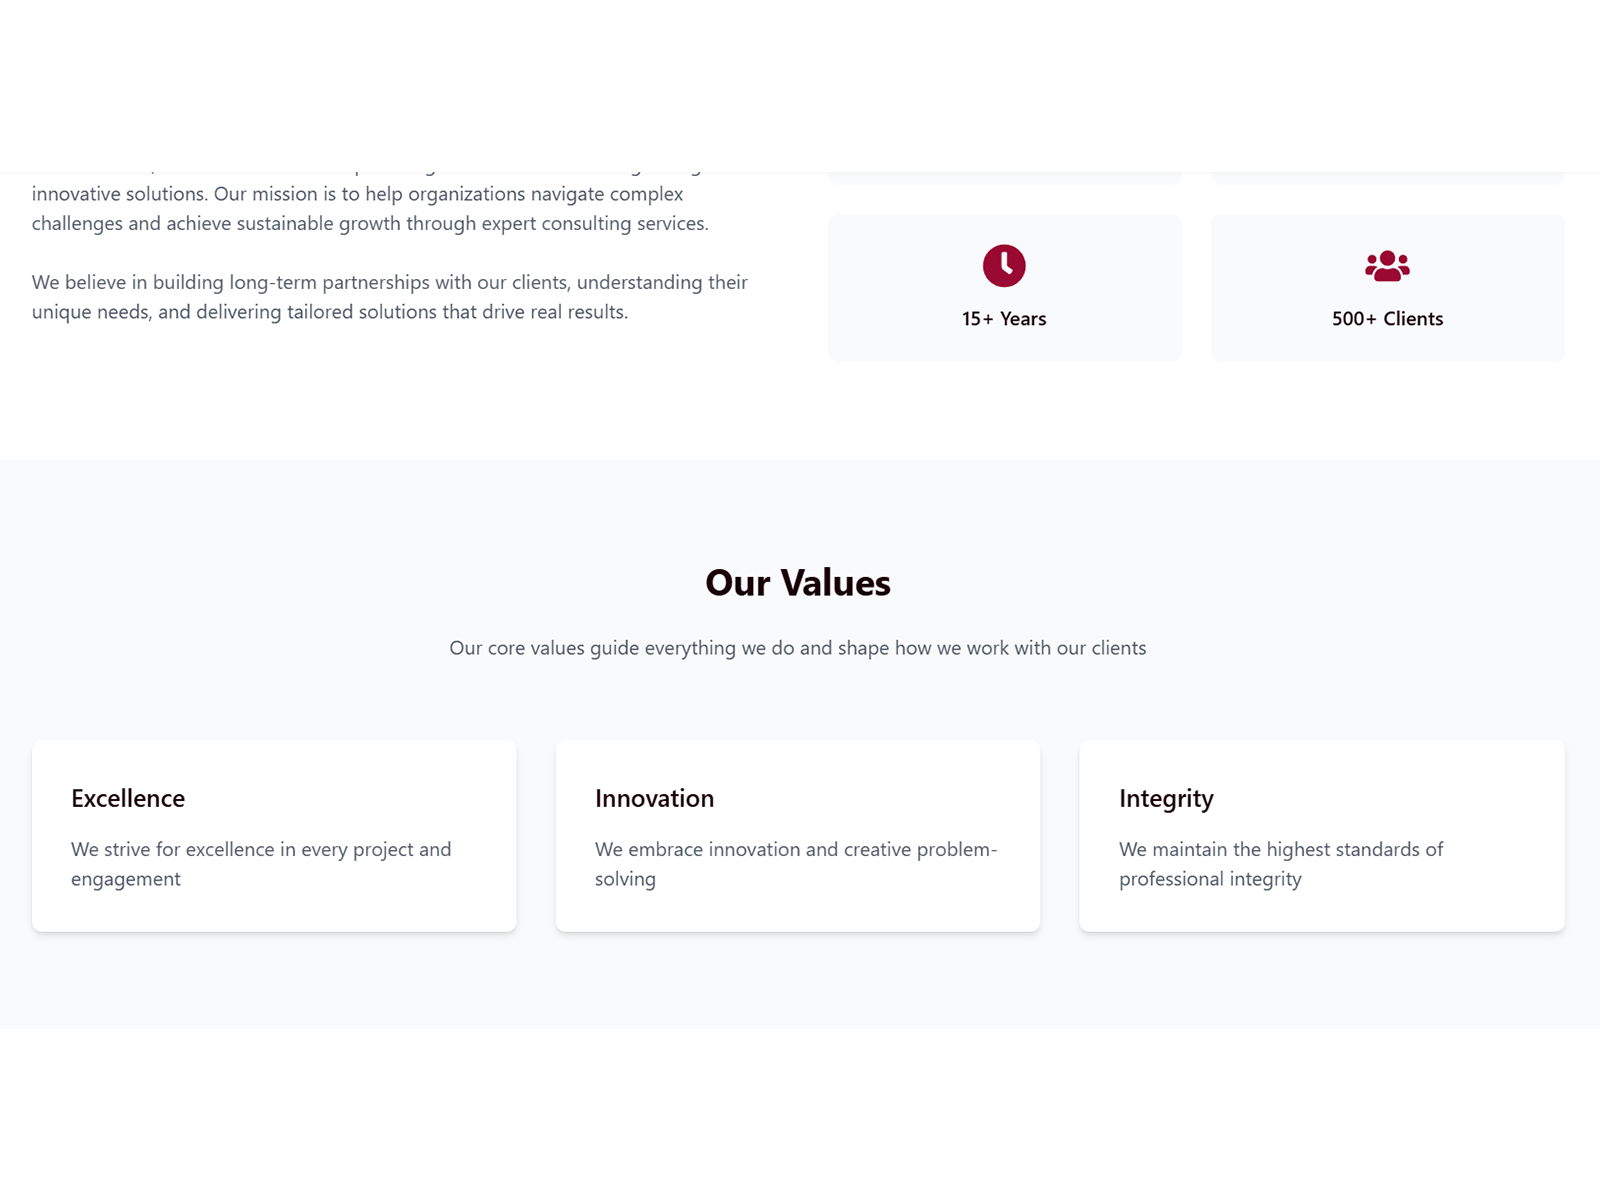 innovative solutions. Our mission is to help organizations navigate complex
challenges and achieve sustainable growth through expert consulting services.
We believe in building long-term partnerships with our clients, understanding their
unique needs, and delivering tailored solutions that drive real results.
15+ Years
500+ Clients
Our Values
Our core values guide everything we do and shape how we work with our clients
Excellence
We strive for excellence in every project and
engagement
Innovation
We embrace innovation and creative problem-
solving
Integrity
We maintain the highest standards of
professional integrity